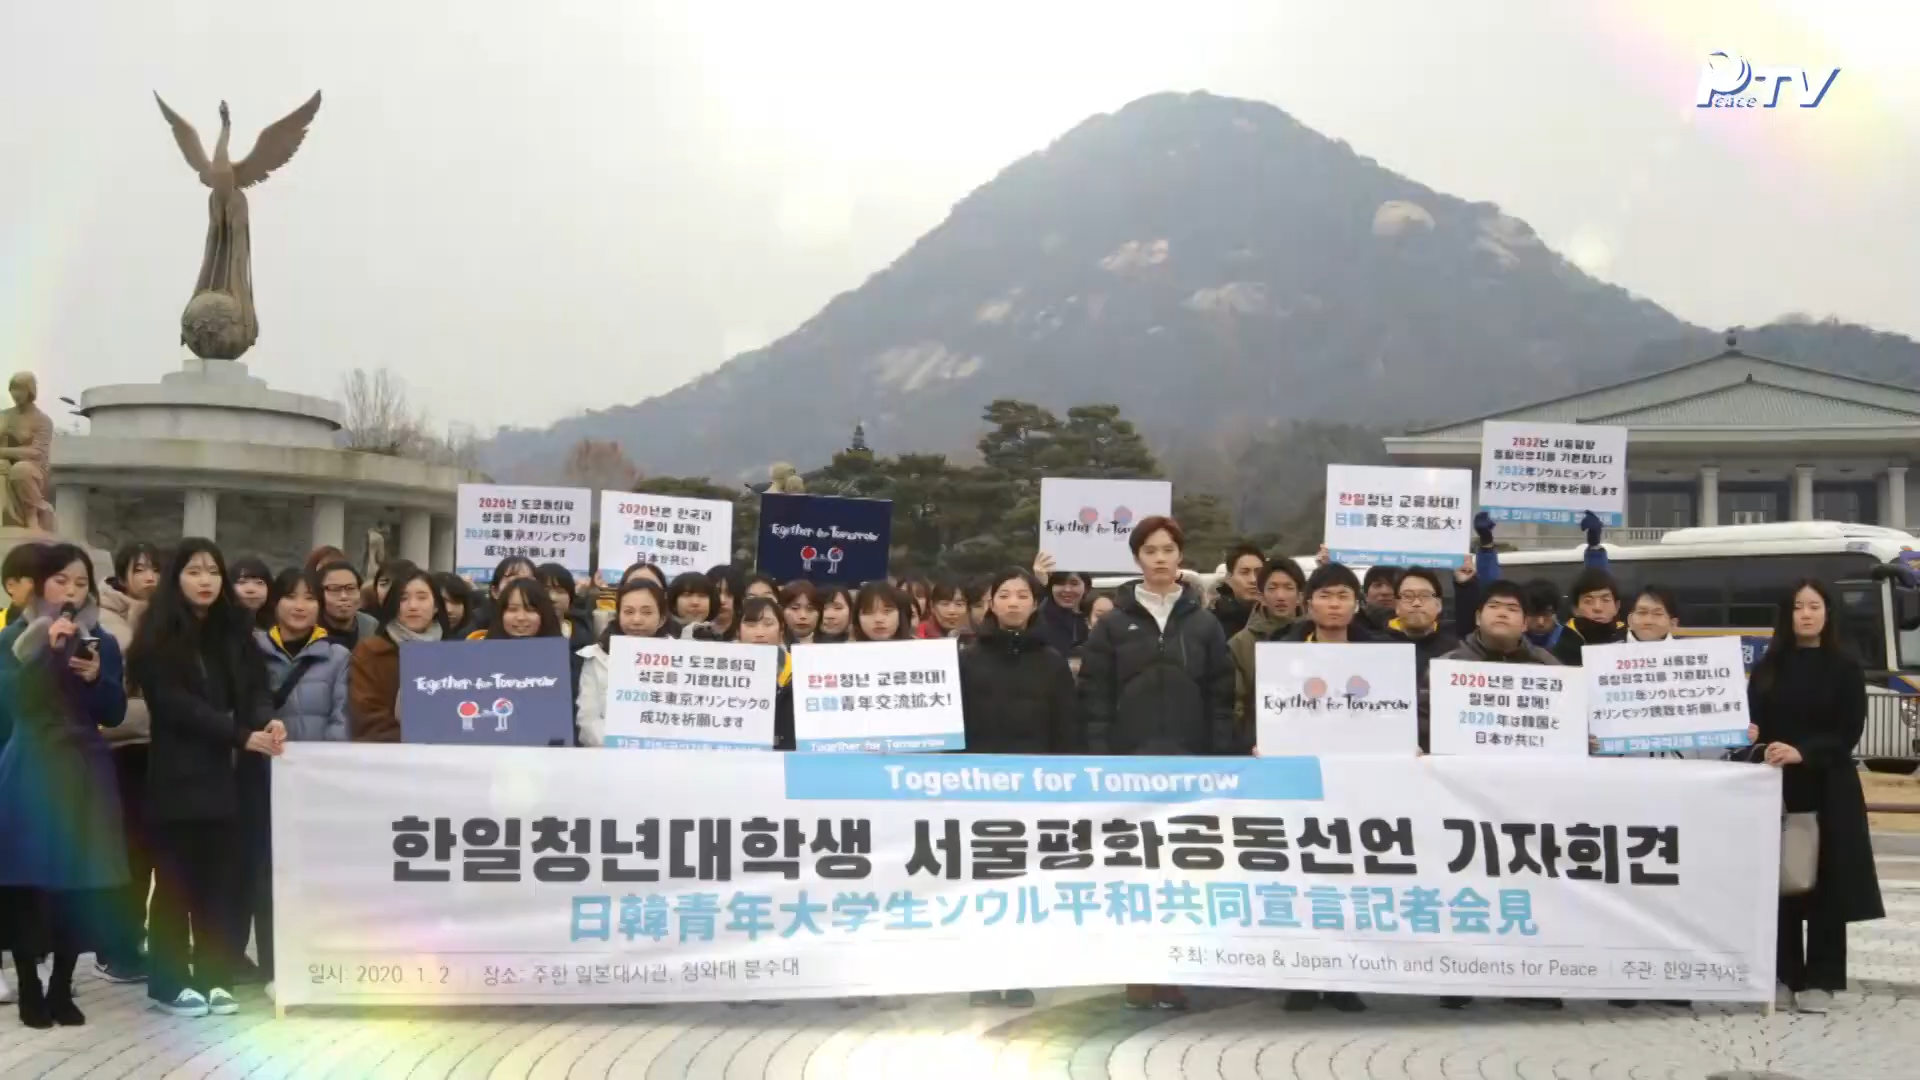 Peace TV
2032년 서울평양
올림픽유치를 기원합니다
2032年ソウルピョンヤン
オリンピック誘致を祈願します
한일청년 교류확대!
日韓青年交流拡大!
Together for Tomorrow
2020년 도쿄올림픽
성공을 기원합니다
2020年東京オリンピックの
成功を祈願します
2020년은 한국과
일본이 함께!
2020年は韓国と
日本が共に!
Together for Tomorrow
Together for Tom
Together for Tomorrow
2020년 도쿄올림픽
성공을 기원합니다
2020年東京オリンピックの
成功を祈願します
한일청년 교류확대!
日韓青年交流拡大!
Together for Tomorrow
Together for Tomorrow
2020년은 한국과
일본이 함께!
2020年は韓国と
日本が共に!
2032년 서울평양
올림픽유치를 기원합니다
2032年ソウルピョンヤン
オリンピック誘致を祈願します
Together for Tomorrow
한일청년대학생 서울평화공동선언 기자회견
日韓青年大学生ソウル平和共同宣言記者会見
일시: 2020. 1. 2 | 장소: 주한 일본대사관, 청와대 분수대
주최: Korea & Japan Youth and Students for Peace | 주관: 한일국적자들